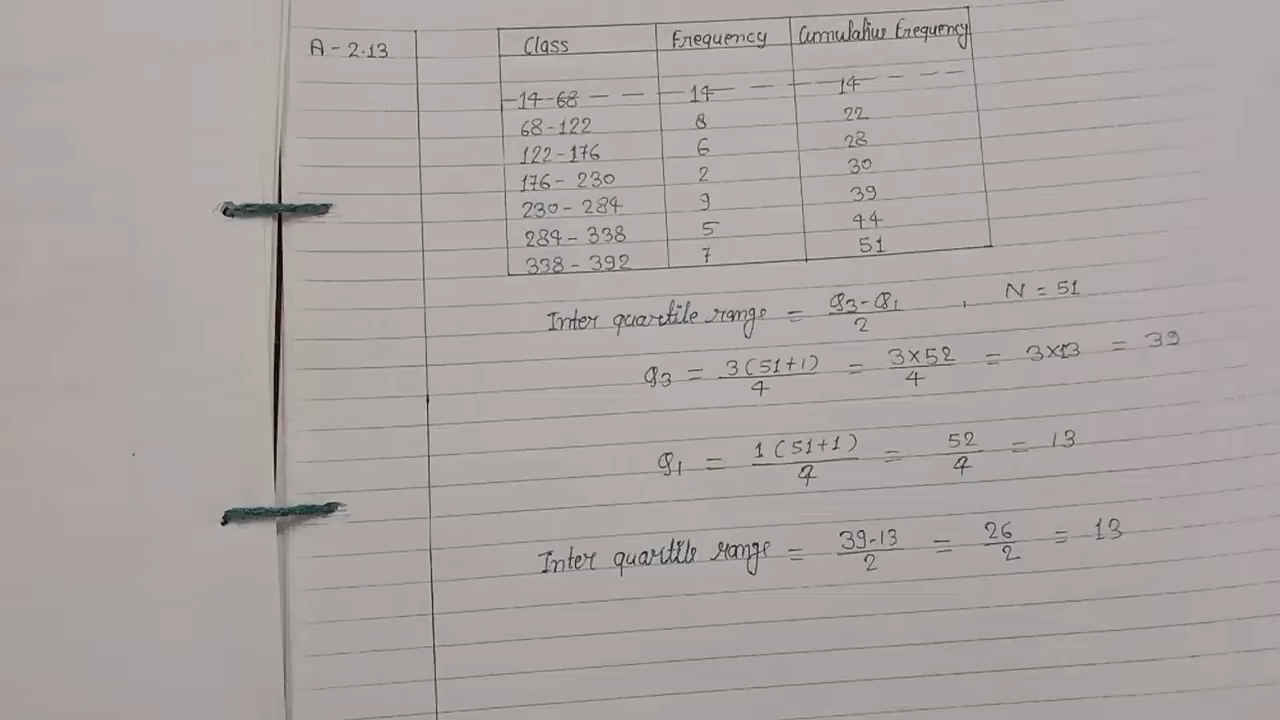 A - 2.13
Class Frequency Cumulative Frequency
14-68 14 14
68-122 8 22
122-176 6 28
176-230 2 30
230-284 9 39
284-338 5 44
338-392 7 51
Inter quartile range = Q3-Q1/2 , N = 51
Q3 = 3(51+1)/4 = 3×52/4 = 3×13 = 39
Q1 = 1(51+1)/4 = 52/4 = 13
Inter quartile range = 39-13/2 = 26/2 = 13